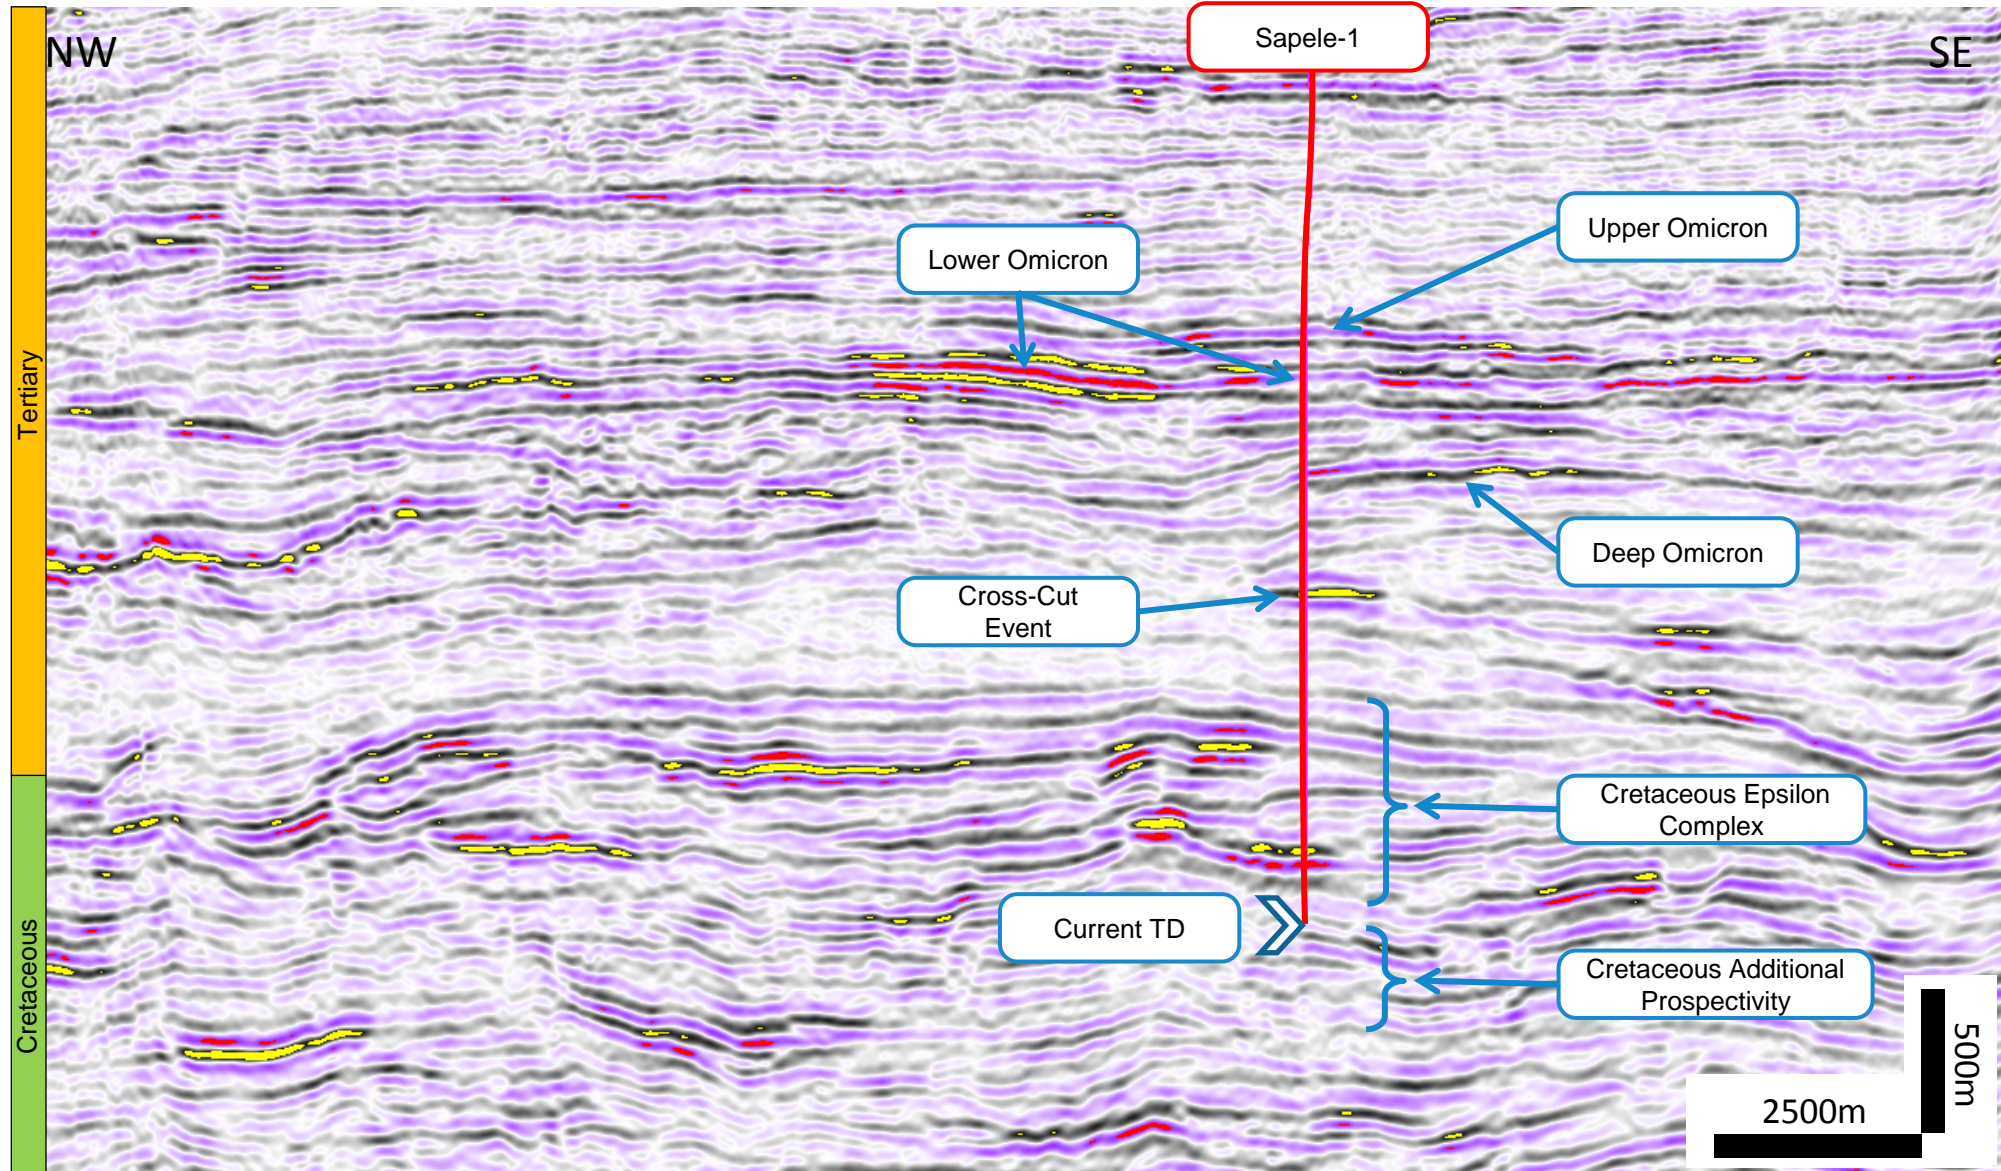 Sapele-1
NW
SE
Upper Omicron
Lower Omicron
Tertiary
Deep Omicron
Cross-Cut
Event
Cretaceous Epsilon
Complex
Current TD
Cretaceous Additional
Prospectivity
Cretaceous
500m
2500m